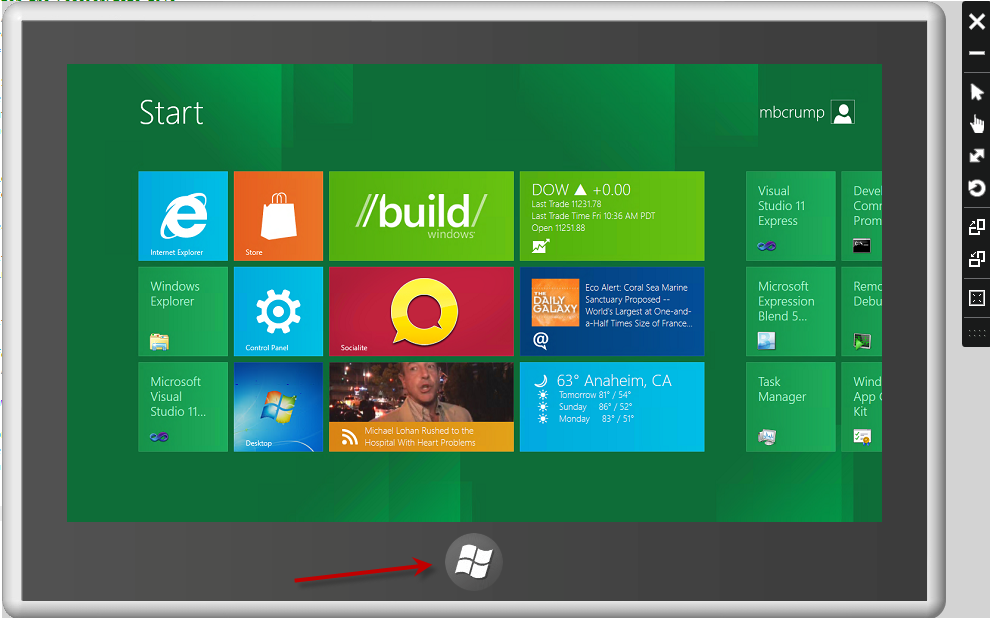 Start
mbcrump
Internet Explorer
Store
//build/
windows
DOW ▲ +0.00
Last Trade 11231.78
Last Trade Time Fri 10:36 AM PDT
Open 11251.88
Visual
Studio 11
Express
Devel
Comm
Prom
Windows
Explorer
Control Panel
Socialite
THE
DAILY
GALAXY
Eco Alert: Coral Sea Marine
Sanctuary Proposed --
World's Largest at One-and-
a-Half Times Size of France...
@
Microsoft
Expression
Blend 5...
Remo
Debu
Microsoft
Visual
Studio 11...
Desktop
Michael Lohan Rushed to the
Hospital With Heart Problems
63° Anaheim, CA
Tomorrow 81° / 54°
Sunday 86° / 52°
Monday 83° / 51°
Task
Manager
Wind
App C
Kit